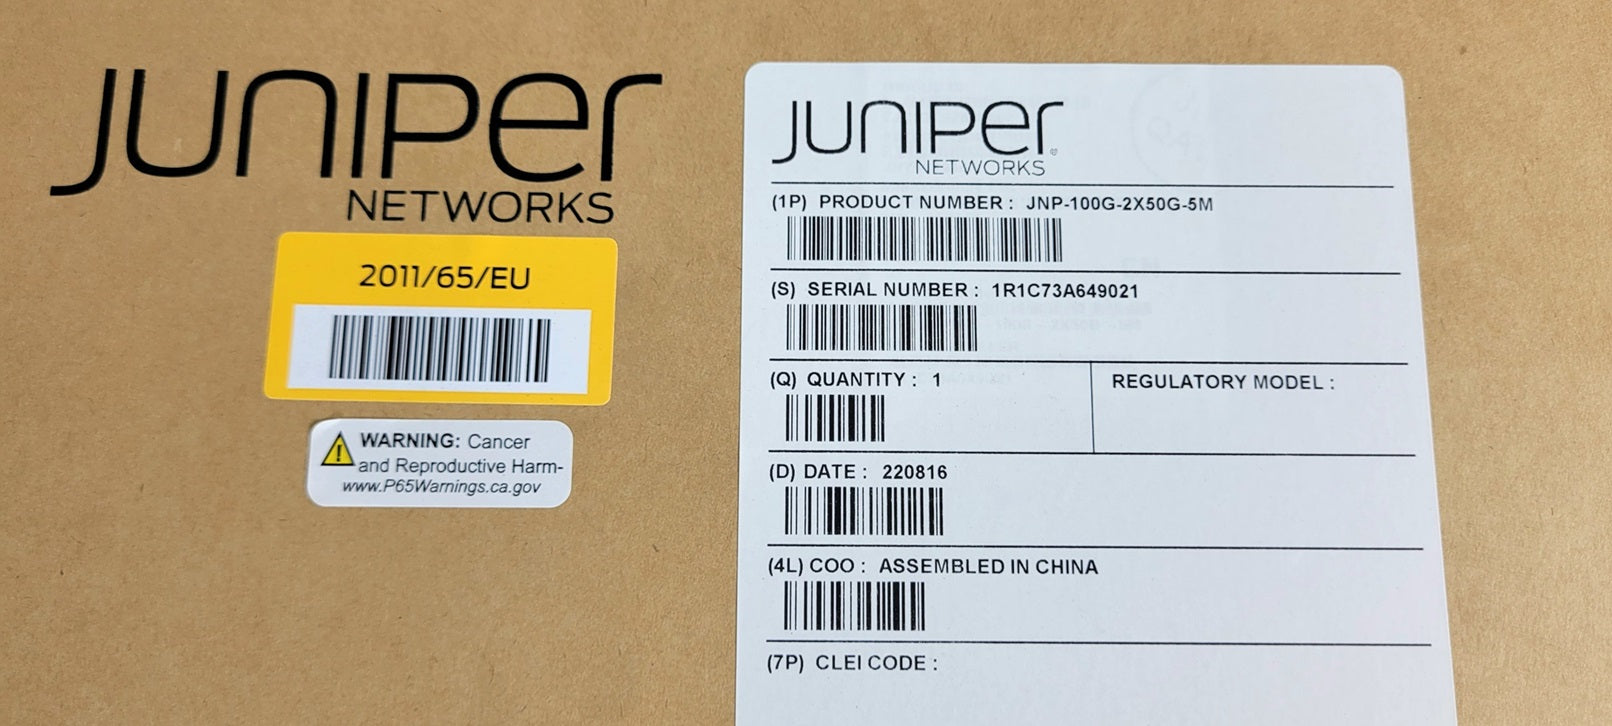 JUNIPer
NETWORKS
2011/65/EU
WARNING: Cancer
and Reproductive Harm-
www.P65Warnings.ca.gov
JUNIPer®
NETWORKS
(1P) PRODUCT NUMBER : JNP-100G-2X50G-5M
(S) SERIAL NUMBER : 1R1C73A649021
(Q) QUANTITY : 1
REGULATORY MODEL :
(D) DATE : 220816
(4L) COO : ASSEMBLED IN CHINA
(7P) CLEI CODE :